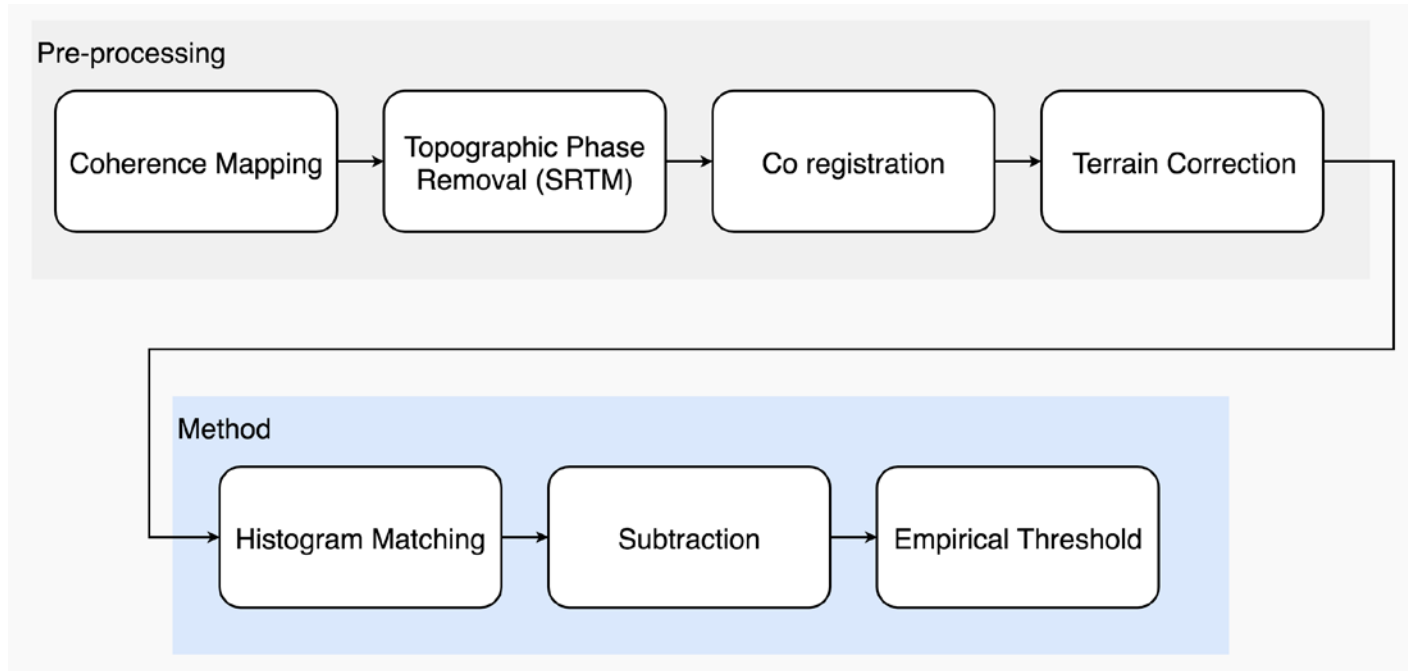 Pre-processing
Coherence Mapping
Topographic Phase
Removal (SRTM)
Co registration
Terrain Correction
Method
Histogram Matching
Subtraction
Empirical Threshold